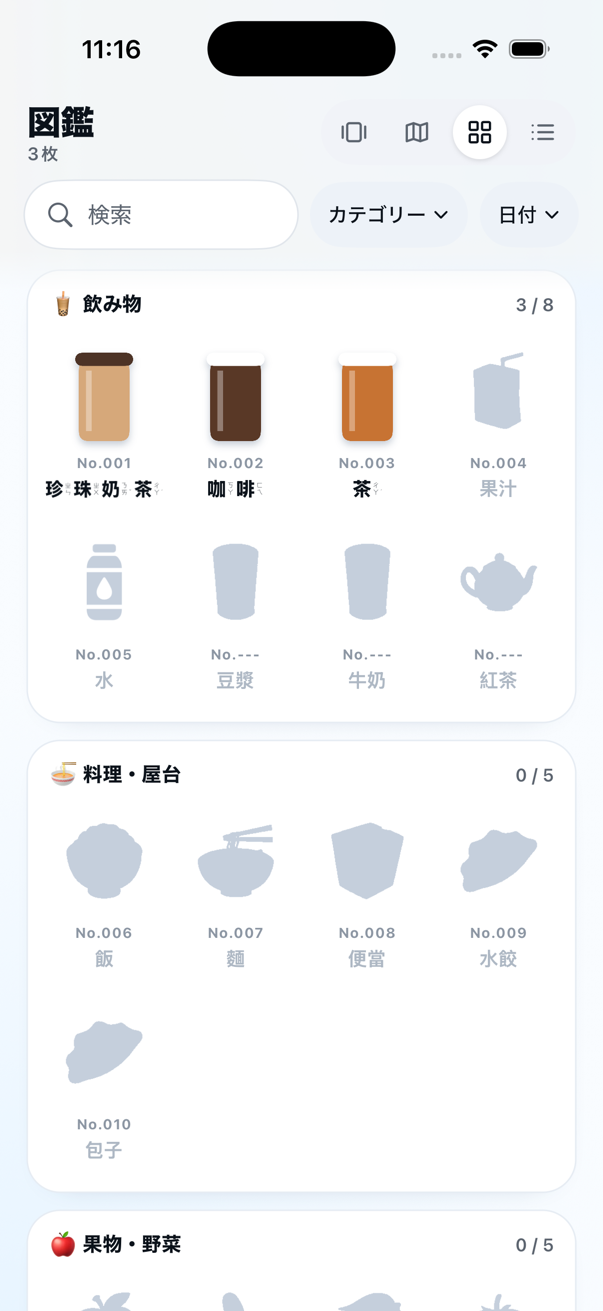 11:16
図鑑
3枚
検索
カテゴリー
日付
飲み物
3 / 8
No.001
No.002
No.003
No.004
珍珠奶茶
咖啡
茶
果汁
No.005
No.---
No.---
No.---
水
豆漿
牛奶
紅茶
料理・屋台
0 / 5
No.006
No.007
No.008
No.009
飯
麵
便當
水餃
No.010
包子
果物・野菜
0 / 5